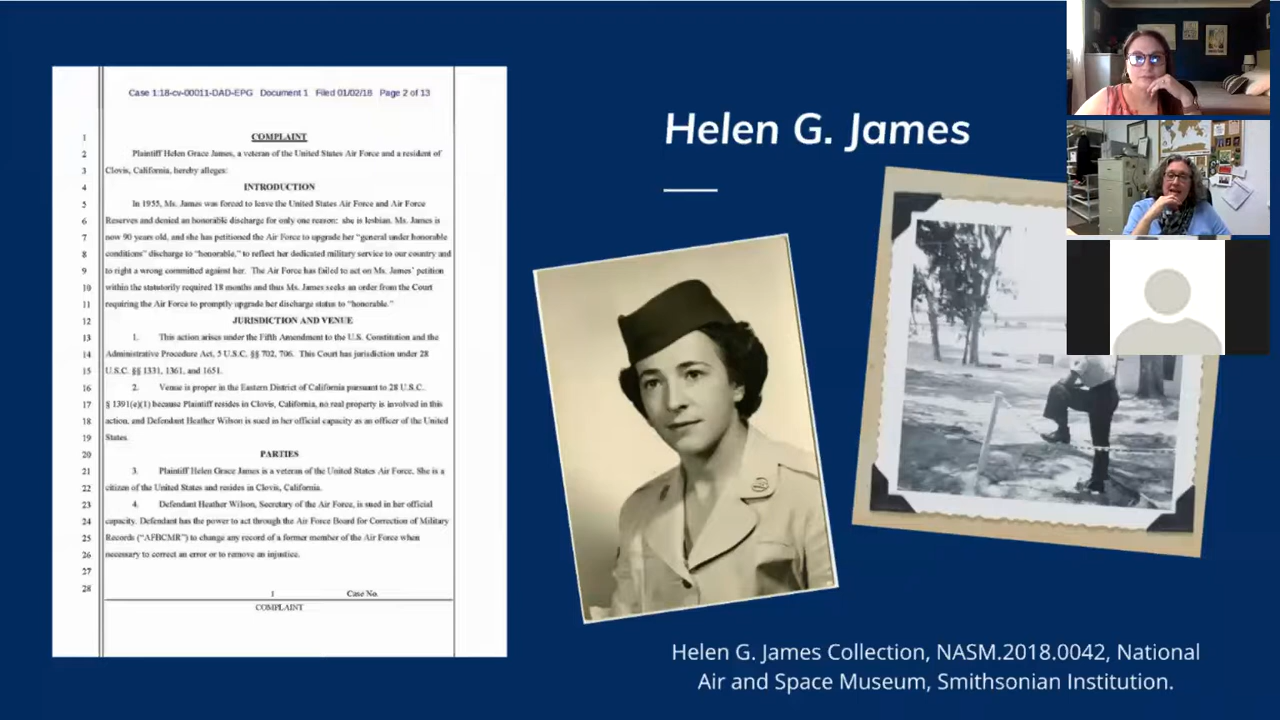 Case 1:18-cv-00011-DAD-EPG Document 1 Filed 01/02/18 Page 2 of 13
1 COMPLAINT
2 Plaintiff Helen Grace James, a veteran of the United States Air Force and a resident of
3 Clovis, California, hereby alleges:
4 INTRODUCTION
5 In 1955, Ms. James was forced to leave the United States Air Force and Air Force
6 Reserves and denied an honorable discharge for only one reason: she is lesbian. Ms. James is
7 now 90 years old, and she has petitioned the Air Force to upgrade her “general under honorable
8 conditions” discharge to “honorable,” to reflect her dedicated military service to our country and
9 to right a wrong committed against her. The Air Force has failed to act on Ms. James’ petition
10 within the statutorily required 18 months and thus Ms. James seeks an order from the Court
11 requiring the Air Force to promptly upgrade her discharge status to “honorable.”
12 JURISDICTION AND VENUE
13 1. This action arises under the Fifth Amendment to the U.S. Constitution and the
14 Administrative Procedure Act, 5 U.S.C. §§ 702, 706. This Court has jurisdiction under 28
15 U.S.C. §§ 1331, 1361, and 1651.
16 2. Venue is proper in the Eastern District of California pursuant to 28 U.S.C.
17 § 1391(e)(1) because Plaintiff resides in Clovis, California, no real property is involved in this
18 action, and Defendant Heather Wilson is sued in her official capacity as an officer of the United
19 States.
20 PARTIES
21 3. Plaintiff Helen Grace James is a veteran of the United States Air Force. She is a
22 citizen of the United States and resides in Clovis, California.
23 4. Defendant Heather Wilson, Secretary of the Air Force, is sued in her official
24 capacity. Defendant has the power to act through the Air Force Board for Correction of Military
25 Records (“AFBCMR”) to change any record of a former member of the Air Force when
26 necessary to correct an error or to remove an injustice.
27
28
1 Case No.
COMPLAINT
Helen G. James
Helen G. James Collection, NASM.2018.0042, National
Air and Space Museum, Smithsonian Institution.